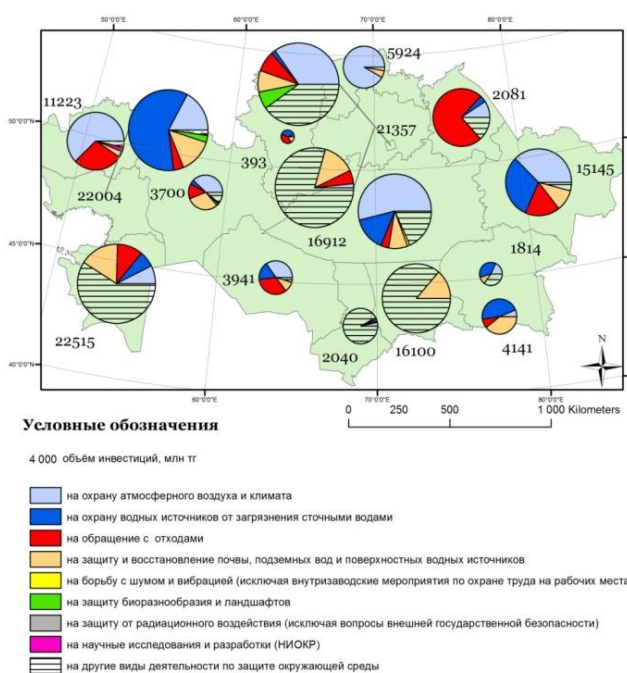 50°0'0"E
60°0'0"E
70°0'0"E
80°0'0"E
5924
11223
2081
50°0'0"N
21357
393
15145
22004
3700
16912
1814
45°0'0"N
3941
22515
2040
16100
4141
N
40°0'0"N
60°0'0"E
70°0'0"E
80°0'0"E
Условные обозначения
0 250 500 1 000 Kilometers
4 000 объём инвестиций, млн тг
на охрану атмосферного воздуха и климата
на охрану водных источников от загрязнения сточными водами
на обращение с отходами
на защиту и восстановление почвы, подземных вод и поверхностных водных источников
на борьбу с шумом и вибрацией (исключая внутризаводские мероприятия по охране труда на рабочих места
на защиту биоразнообразия и ландшафтов
на защиту от радиационного воздействия (исключая вопросы внешней государственной безопасности)
на научные исследования и разработки (НИОКР)
на другие виды деятельности по защите окружающей среды